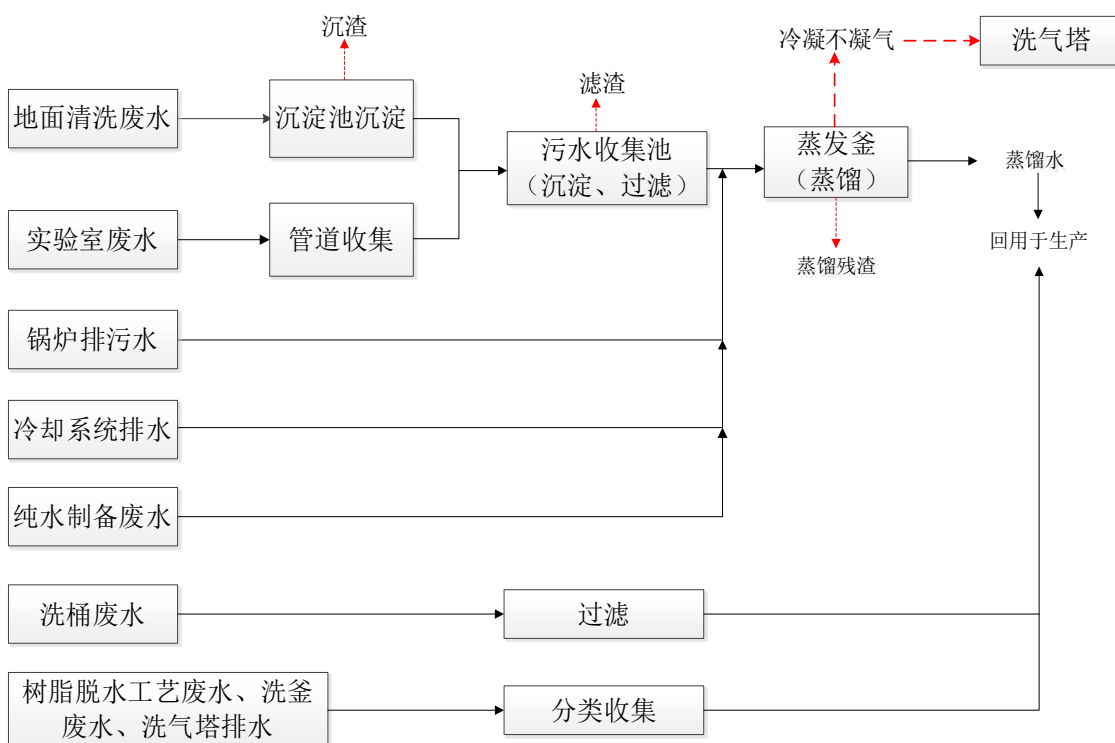 沉渣
冷凝不凝气
洗气塔
滤渣
地面清洗废水
沉淀池沉淀
污水收集池
（沉淀、过滤）
蒸发釜
（蒸馏）
蒸馏水
实验室废水
管道收集
回用于生产
蒸馏残渣
锅炉排污水
冷却系统排水
纯水制备废水
洗桶废水
过滤
树脂脱水工艺废水、洗釜
废水、洗气塔排水
分类收集